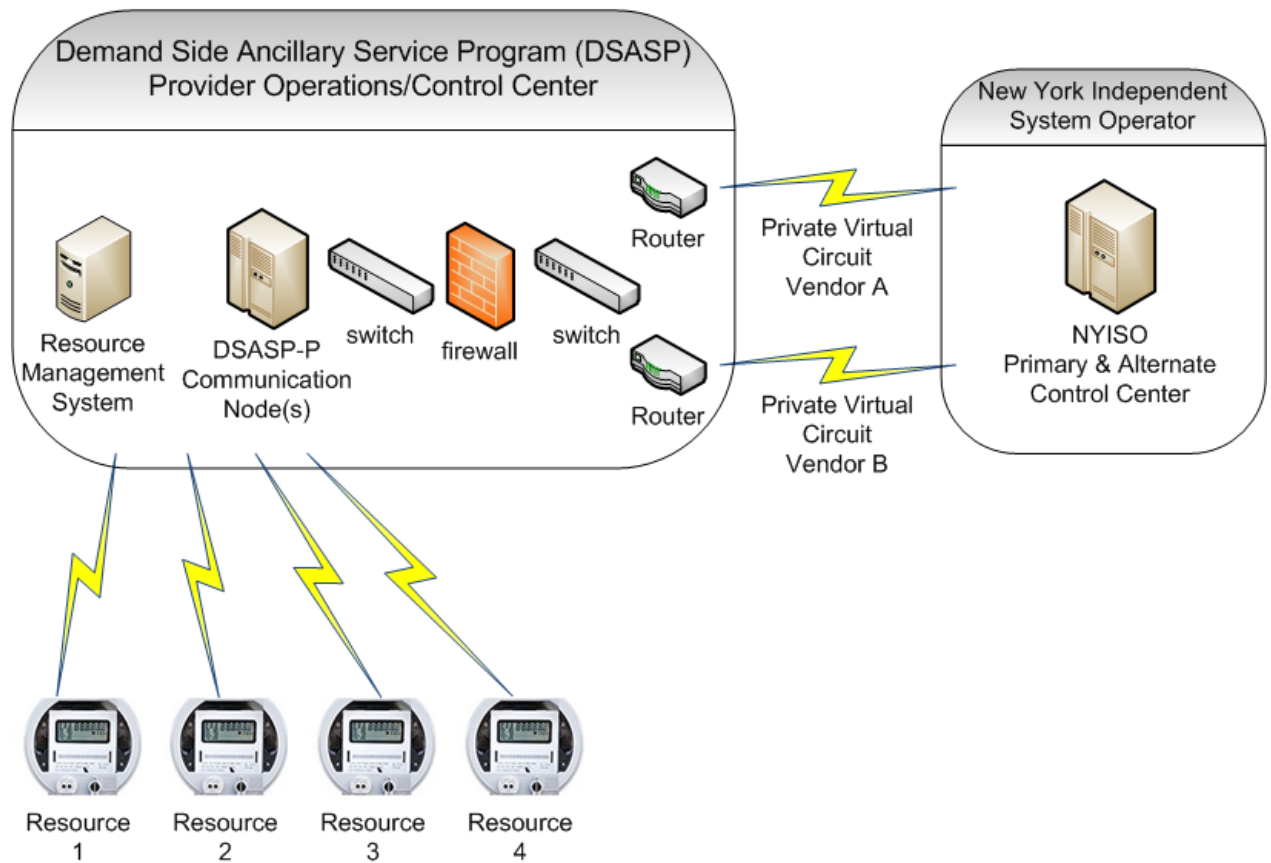 Demand Side Ancillary Service Program (DSASP)
Provider Operations/Control Center
New York Independent
System Operator
Router
Private Virtual
Circuit
Vendor A
Resource
Management
System
DSASP-P
Communication
Node(s)
switch
firewall
switch
Router
Private Virtual
Circuit
Vendor B
NYISO
Primary & Alternate
Control Center
Resource
1
Resource
2
Resource
3
Resource
4